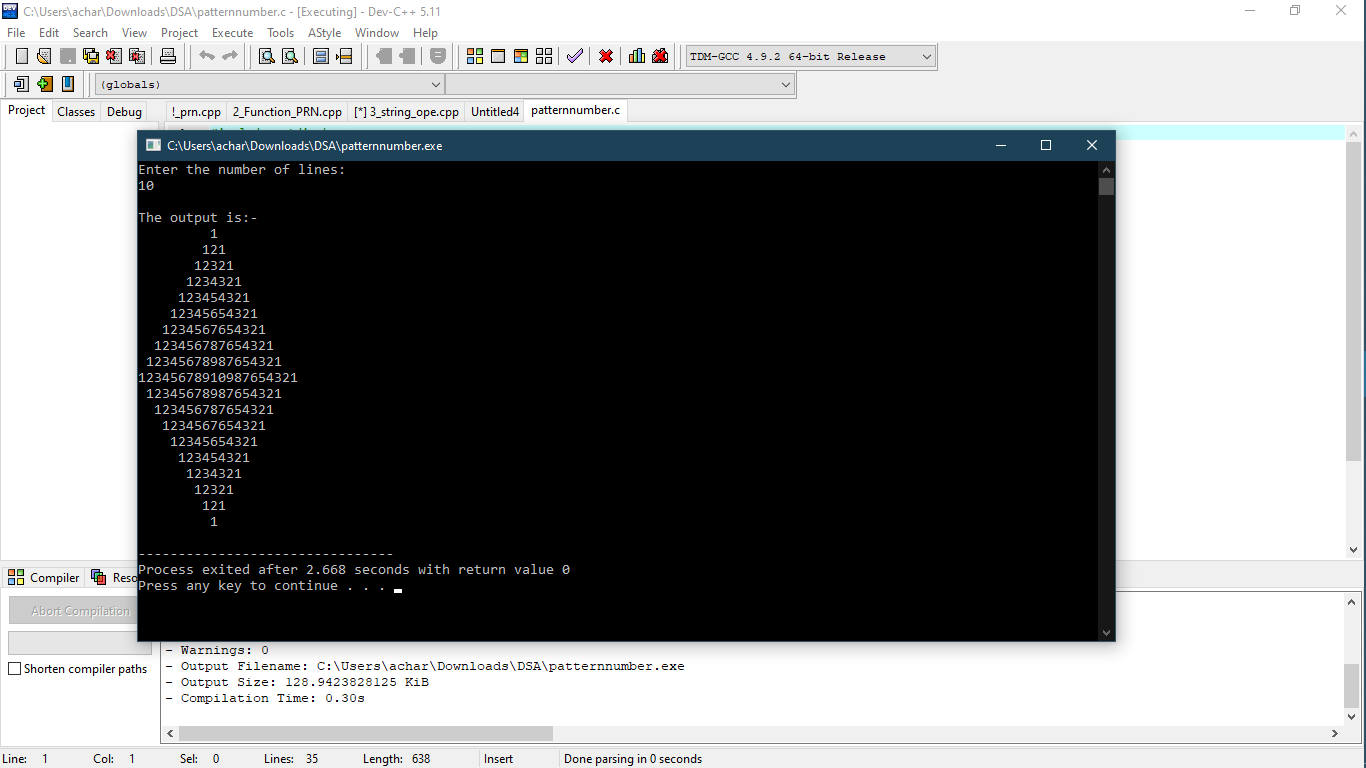 C:\Users\achar\Downloads\DSA\patternnumber.c - [Executing] - Dev-C++ 5.11
File Edit Search View Project Execute Tools AStyle Window Help
TDM-GCC 4.9.2 64-bit Release
(globals)
Project Classes Debug !_prn.cpp 2_Function_PRN.cpp [*] 3_string_ope.cpp Untitled4 patternnumber.c
C:\Users\achar\Downloads\DSA\patternnumber.exe
Enter the number of lines:
10
The output is:-
1
121
12321
1234321
123454321
12345654321
1234567654321
123456787654321
12345678987654321
12345678910987654321
12345678987654321
123456787654321
1234567654321
12345654321
123454321
1234321
12321
121
1
--------------------------------
Process exited after 2.668 seconds with return value 0
Press any key to continue . . .
Compiler Reso
Abort Compilation
Shorten compiler paths
- Warnings: 0
- Output Filename: C:\Users\achar\Downloads\DSA\patternnumber.exe
- Output Size: 128.9423828125 KiB
- Compilation Time: 0.30s
Line: 1 Col: 1 Sel: 0 Lines: 35 Length: 638 Insert Done parsing in 0 seconds